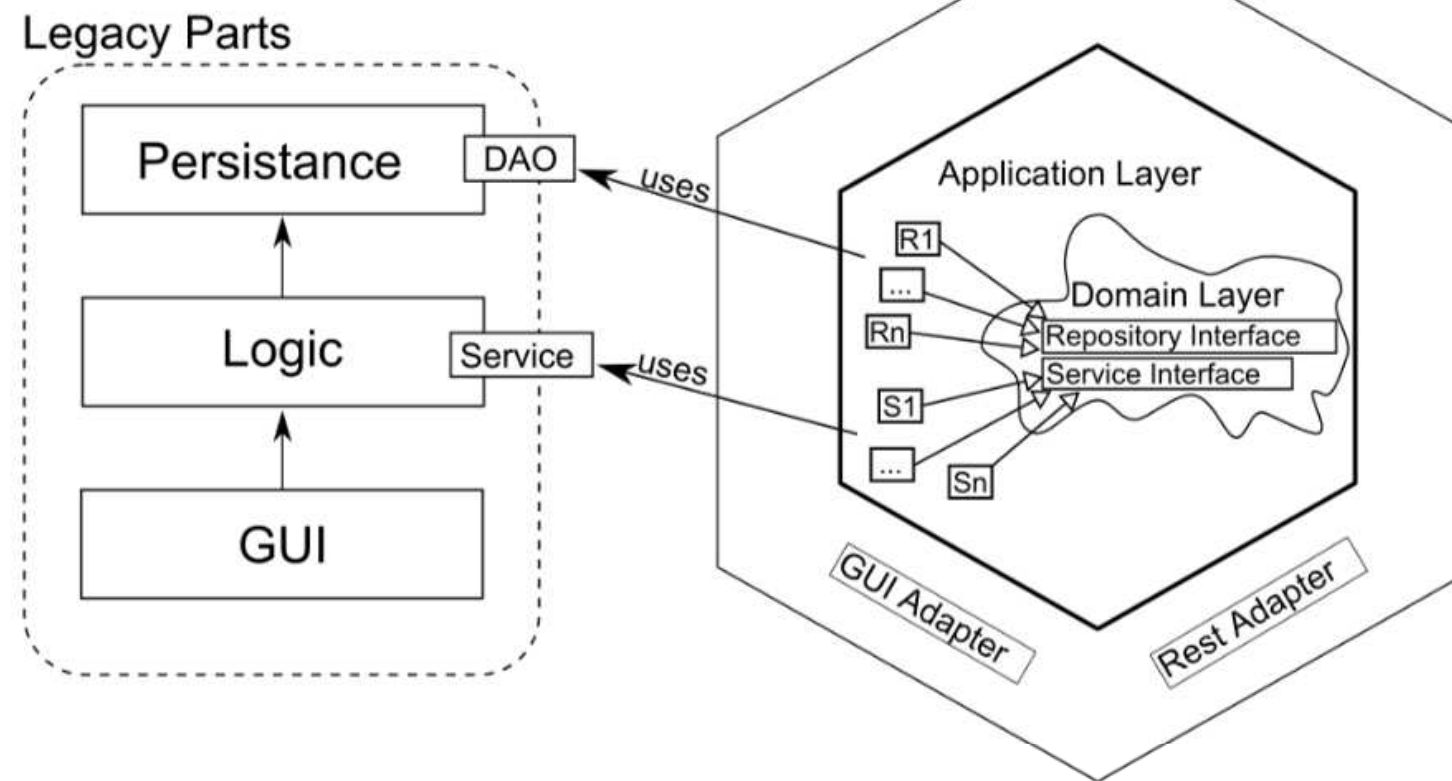 Legacy Parts
Persistance
DAO
uses
Logic
Service
uses
GUI
Application Layer
R1
...
Rn
Domain Layer
Repository Interface
Service Interface
S1
...
Sn
GUI Adapter
Rest Adapter